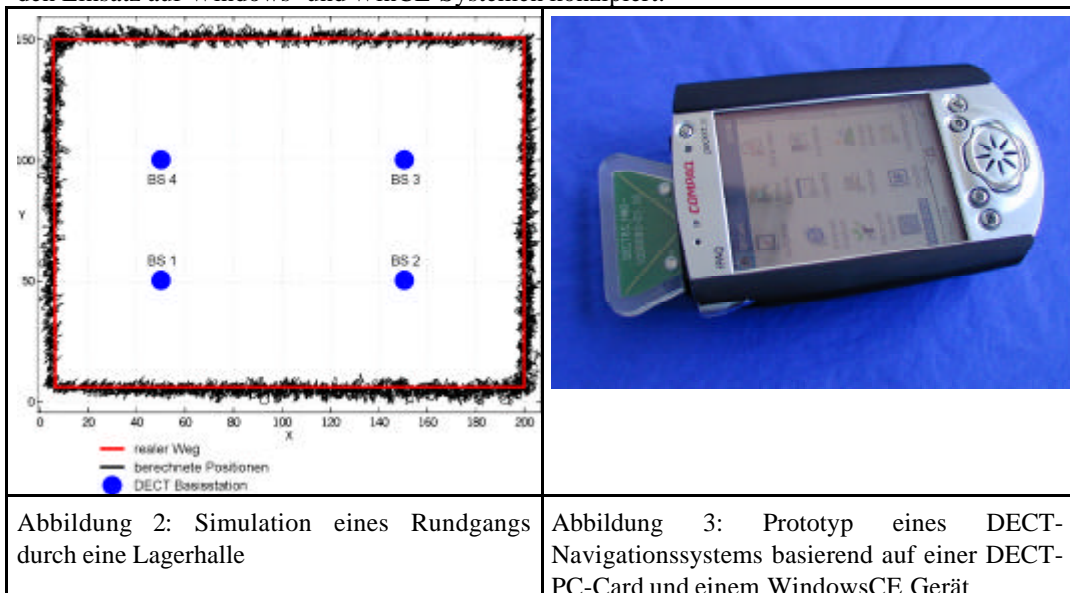 den Einsatz auf Windows- und WinCE-Systemen konzipiert.
150
100
Y
50
0
BS 4
BS 3
BS 1
BS 2
0 20 40 60 80 100 120 140 160 180 200
X
realer Weg
berechnete Positionen
DECT Basisstation
COMPAQ
iPAQ
Abbildung 2: Simulation eines Rundgangs
durch eine Lagerhalle
Abbildung 3: Prototyp eines DECT-
Navigationssystems basierend auf einer DECT-
PC-Card und einem WindowsCE Gerät